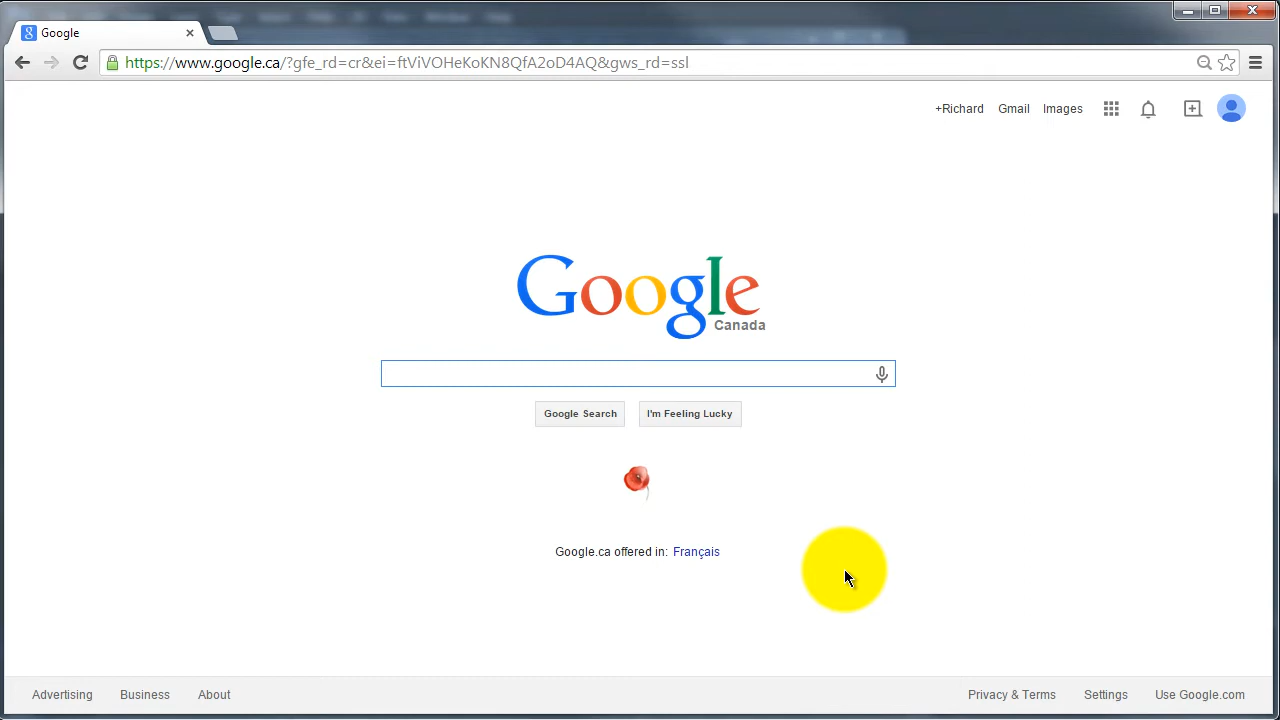 Google
https://www.google.ca/?gfe_rd=cr&ei=ftViVOHeKoKN8QfA2oD4AQ&gws_rd=ssl
+Richard Gmail Images
Google
Canada
Google Search I'm Feeling Lucky
Google.ca offered in: Français
Advertising Business About Privacy & Terms Settings Use Google.com